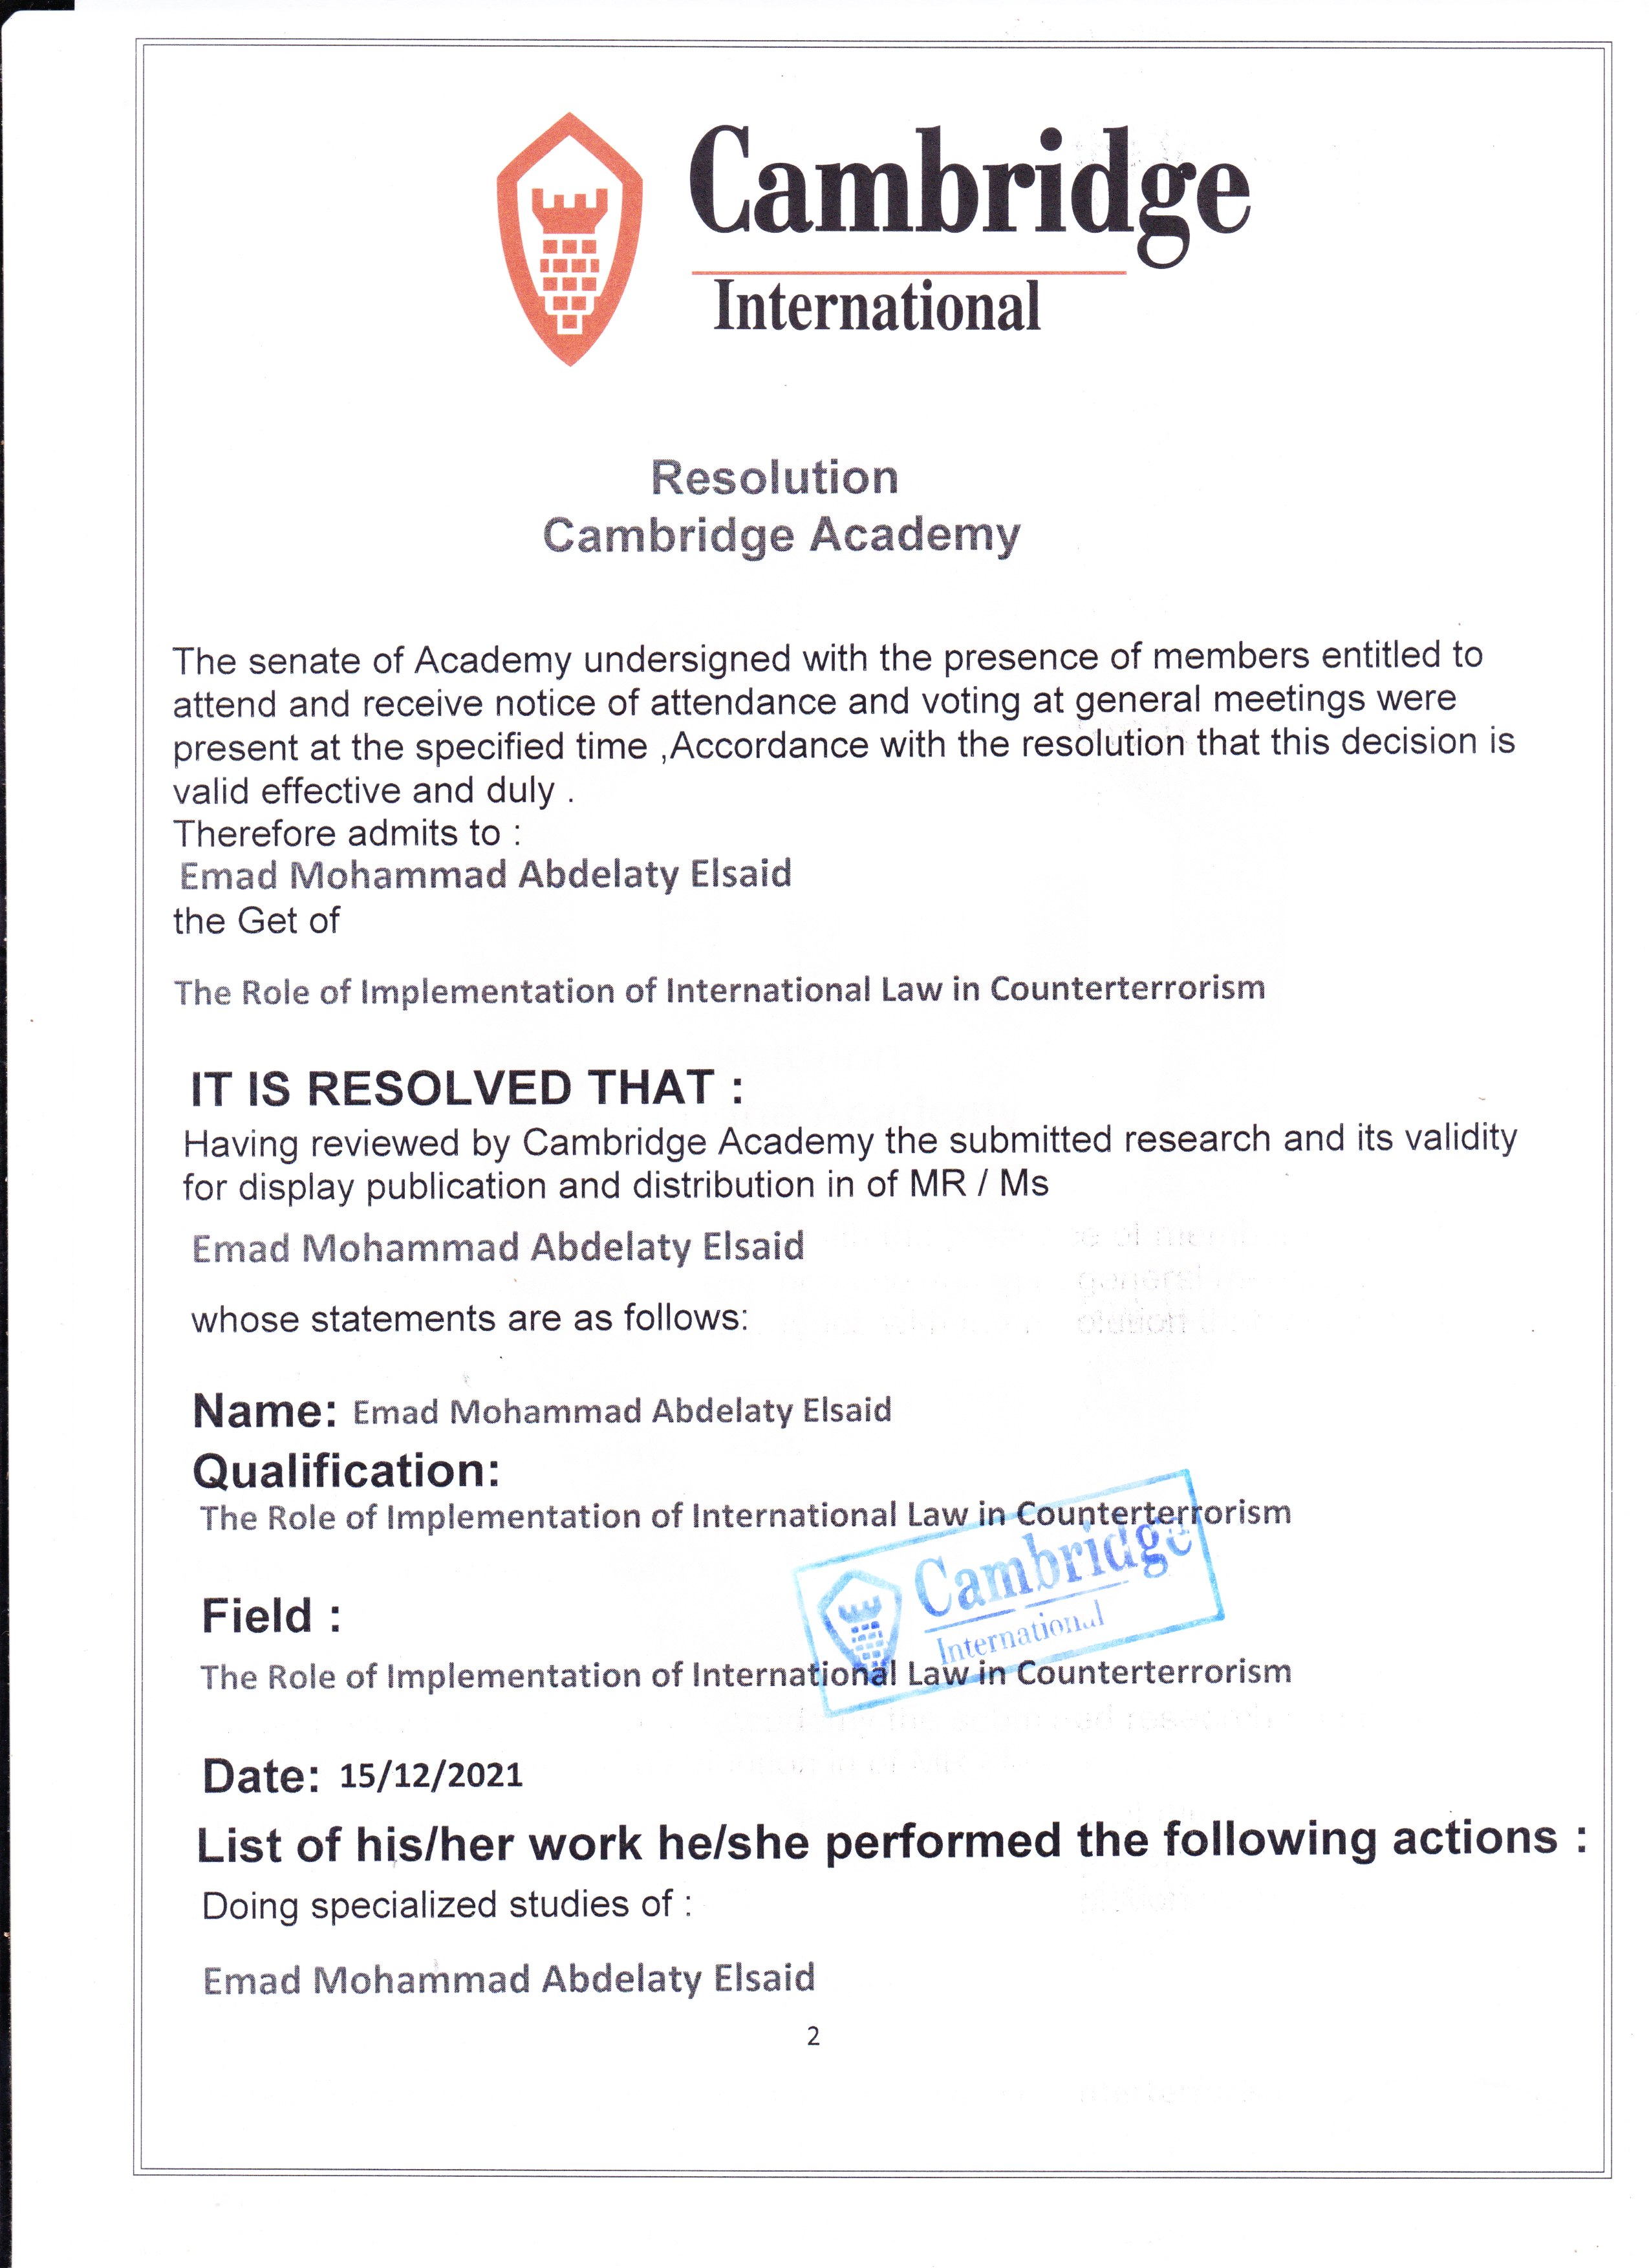 Cambridge
International
Resolution
Cambridge Academy
The senate of Academy undersigned with the presence of members entitled to
attend and receive notice of attendance and voting at general meetings were
present at the specified time ,Accordance with the resolution that this decision is
valid effective and duly .
Therefore admits to :
Emad Mohammad Abdelaty Elsaid
the Get of
The Role of Implementation of International Law in Counterterrorism
IT IS RESOLVED THAT :
Having reviewed by Cambridge Academy the submitted research and its validity
for display publication and distribution in of MR / Ms
Emad Mohammad Abdelaty Elsaid
whose statements are as follows:
Name: Emad Mohammad Abdelaty Elsaid
Qualification:
The Role of Implementation of International Law in Counterterrorism
Cambridge
International
Field :
The Role of Implementation of International Law in Counterterrorism
Date: 15/12/2021
List of his/her work he/she performed the following actions :
Doing specialized studies of :
Emad Mohammad Abdelaty Elsaid
2